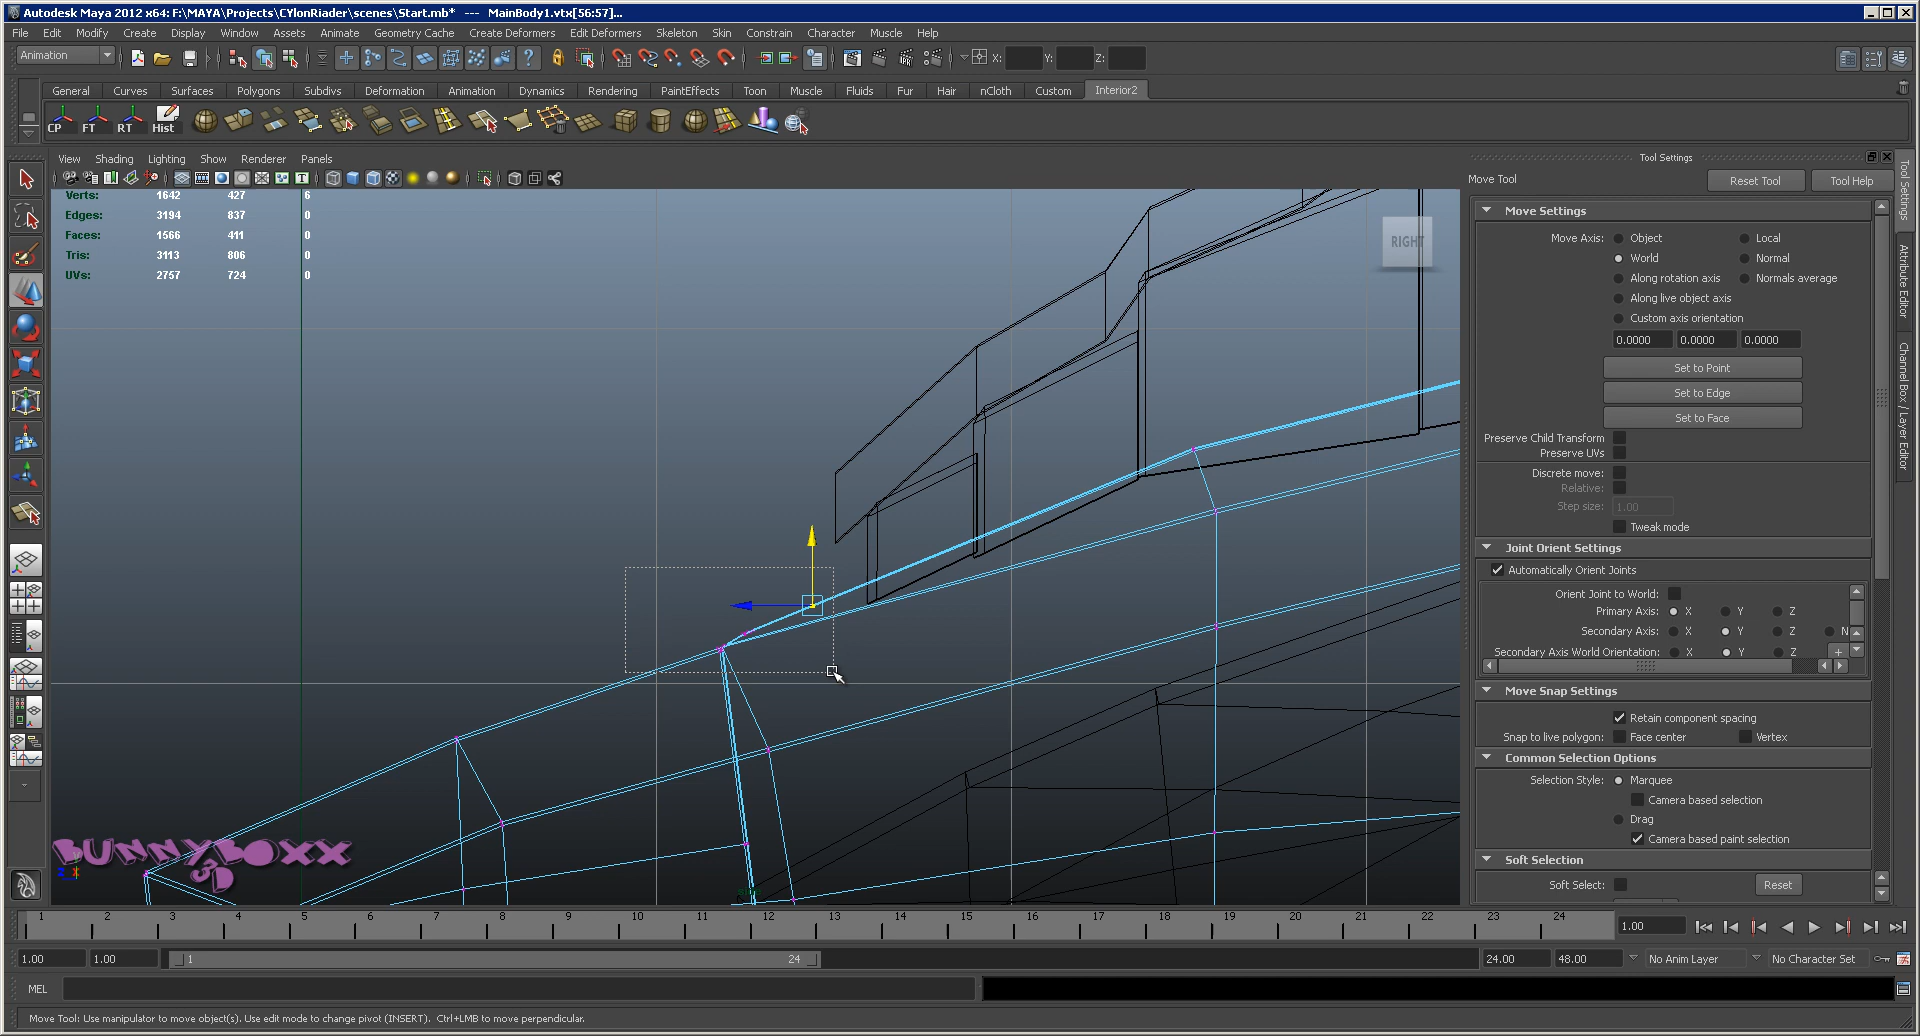 Autodesk Maya 2012 x64: F:\MAYA\Projects\CYlonRiader\scenes\Start.mb* --- MainBody1.vtx[56:57]...
File Edit Modify Create Display Window Assets Animate Geometry Cache Create Deformers Edit Deformers Skeleton Skin Constrain Character Muscle Help
Animation X: Y: Z:
General Curves Surfaces Polygons Subdivs Deformation Animation Dynamics Rendering PaintEffects Toon Muscle Fluids Fur Hair nCloth Custom Interior2
CP FT RT Hist
View Shading Lighting Show Renderer Panels
Verts: 1642 427 6
Edges: 3194 837 0
Faces: 1566 411 0
Tris: 3113 806 0
UVs: 2757 724 0
RIGHT
BUNNYBOXX
3D
Tool Settings
Move Tool Reset Tool Tool Help
Move Settings
Move Axis: Object Local
World Normal
Along rotation axis Normals average
Along live object axis
Custom axis orientation
0.0000 0.0000 0.0000
Set to Point
Set to Edge
Set to Face
Preserve Child Transform
Preserve UVs
Discrete move:
Relative:
Step size: 1.00
Tweak mode
Joint Orient Settings
Automatically Orient Joints
Orient Joint to World:
Primary Axis: X Y Z
Secondary Axis: X Y Z N
Secondary Axis World Orientation: X Y Z +
Move Snap Settings
Retain component spacing
Snap to live polygon: Face center Vertex
Common Selection Options
Selection Style: Marquee
Camera based selection
Drag
Camera based paint selection
Soft Selection
Soft Select: Reset
Tool Settings
Attribute Editor
Channel Box / Layer Editor
1 2 3 4 5 6 7 8 9 10 11 12 13 14 15 16 17 18 19 20 21 22 23 24 1.00
1.00 1.00 1 24 24.00 48.00 No Anim Layer No Character Set
MEL
Move Tool: Use manipulator to move object(s). Use edit mode to change pivot (INSERT). Ctrl+LMB to move perpendicular.